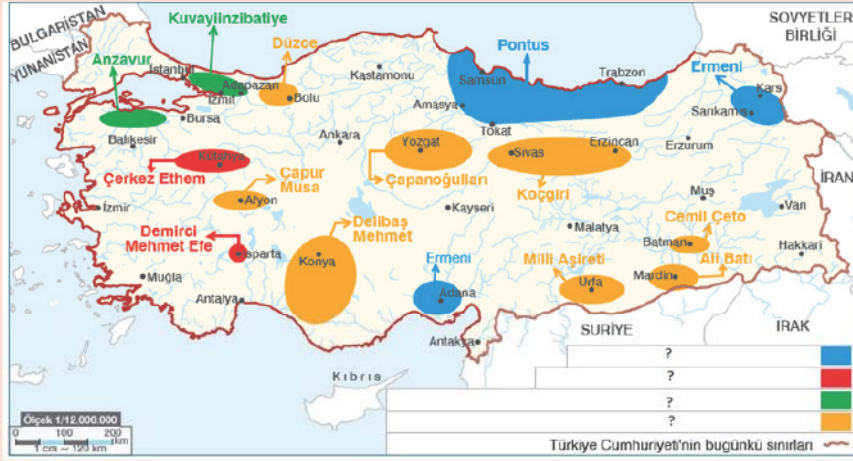 BULGARİSTAN
YUNANİSTAN
Kuvayiinzibatiye
SOVYETLER
BİRLİĞİ
Anzavur
Düzce
Pontus
Ermeni
İstanbul
Adapazarı
İzmit
Bolu
Kastamonu
Samsun
Trabzon
Kars
Sarıkamış
Amasya
Bursa
Tokat
Balıkesir
Ankara
Yozgat
Sivas
Erzincan
Erzurum
İRAN
Kütahya
Çerkez Ethem
Çapur
Musa
Çapanoğulları
Koçgiri
Muş
İzmir
Afyon
Kayseri
Van
Delibaş
Mehmet
Malatya
Cemil Çeto
Demirci
Mehmet Efe
Isparta
Konya
Ermeni
Milli Aşireti
Batman
Ali Batı
Hakkari
Muğla
Mardin
Antalya
Adana
Urfa
Antakya
SURİYE
IRAK
Kıbrıs
?
?
?
?
Türkiye Cumhuriyeti'nin bugünkü sınırları
Ölçek 1/12.000.000
0 100 200
1 cm ~ 120 km km